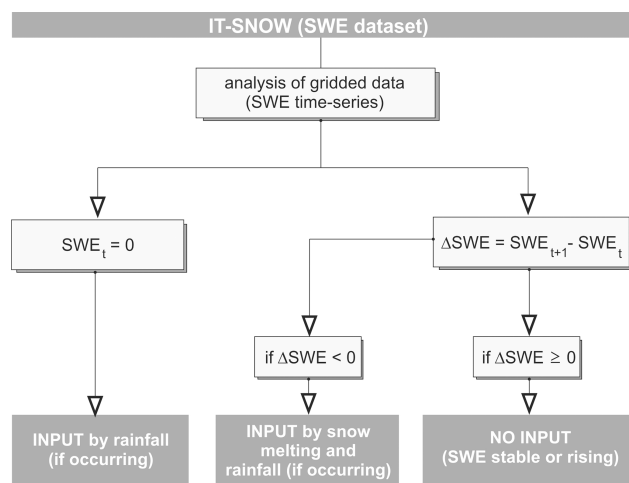 IT-SNOW (SWE dataset)
analysis of gridded data
(SWE time-series)
SWEt = 0
ΔSWE = SWEt+1- SWEt
if ΔSWE < 0
if ΔSWE ≥ 0
INPUT by rainfall
(if occurring)
INPUT by snow
melting and
rainfall (if occurring)
NO INPUT
(SWE stable or rising)